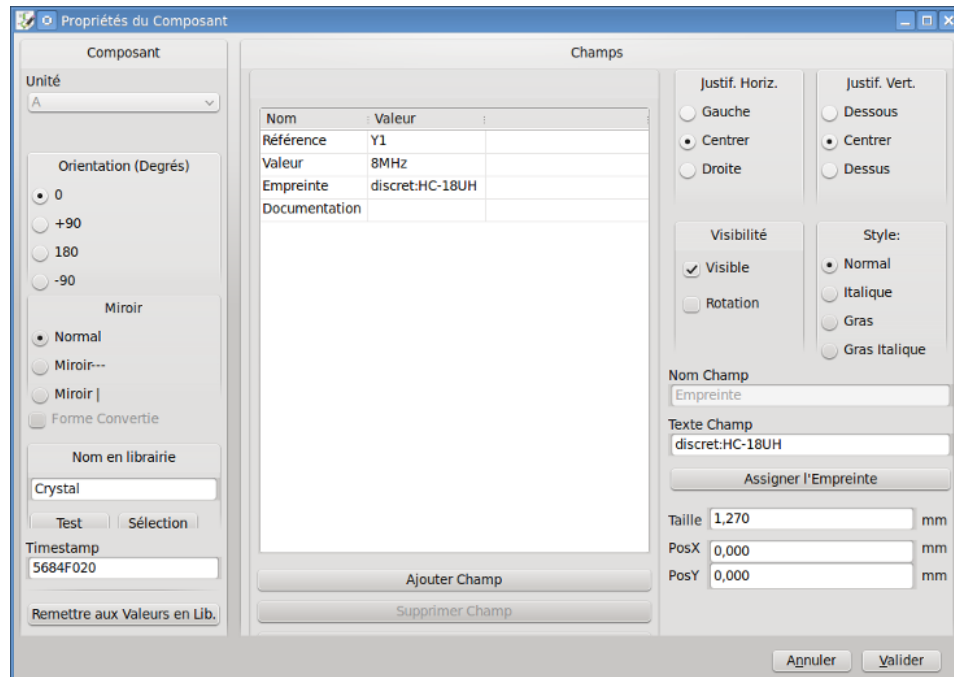 Propriétés du Composant
Composant
Unité
A
Orientation (Degrés)
0
+90
180
-90
Miroir
Normal
Miroir---
Miroir |
Forme Convertie
Nom en librairie
Crystal
Test Sélection
Timestamp
5684F020
Remettre aux Valeurs en Lib.
Champs
Nom Valeur
Référence Y1
Valeur 8MHz
Empreinte discret:HC-18UH
Documentation
Ajouter Champ
Supprimer Champ
Justif. Horiz.
Gauche
Centrer
Droite
Justif. Vert.
Dessous
Centrer
Dessus
Visibilité
Visible
Rotation
Style:
Normal
Italique
Gras
Gras Italique
Nom Champ
Empreinte
Texte Champ
discret:HC-18UH
Assigner l'Empreinte
Taille 1,270 mm
PosX 0,000 mm
PosY 0,000 mm
Annuler Valider